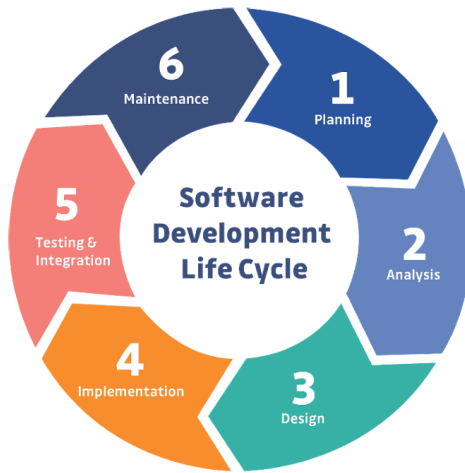 Software
Development
Life Cycle
1
Planning
2
Analysis
3
Design
4
Implementation
5
Testing &
Integration
6
Maintenance